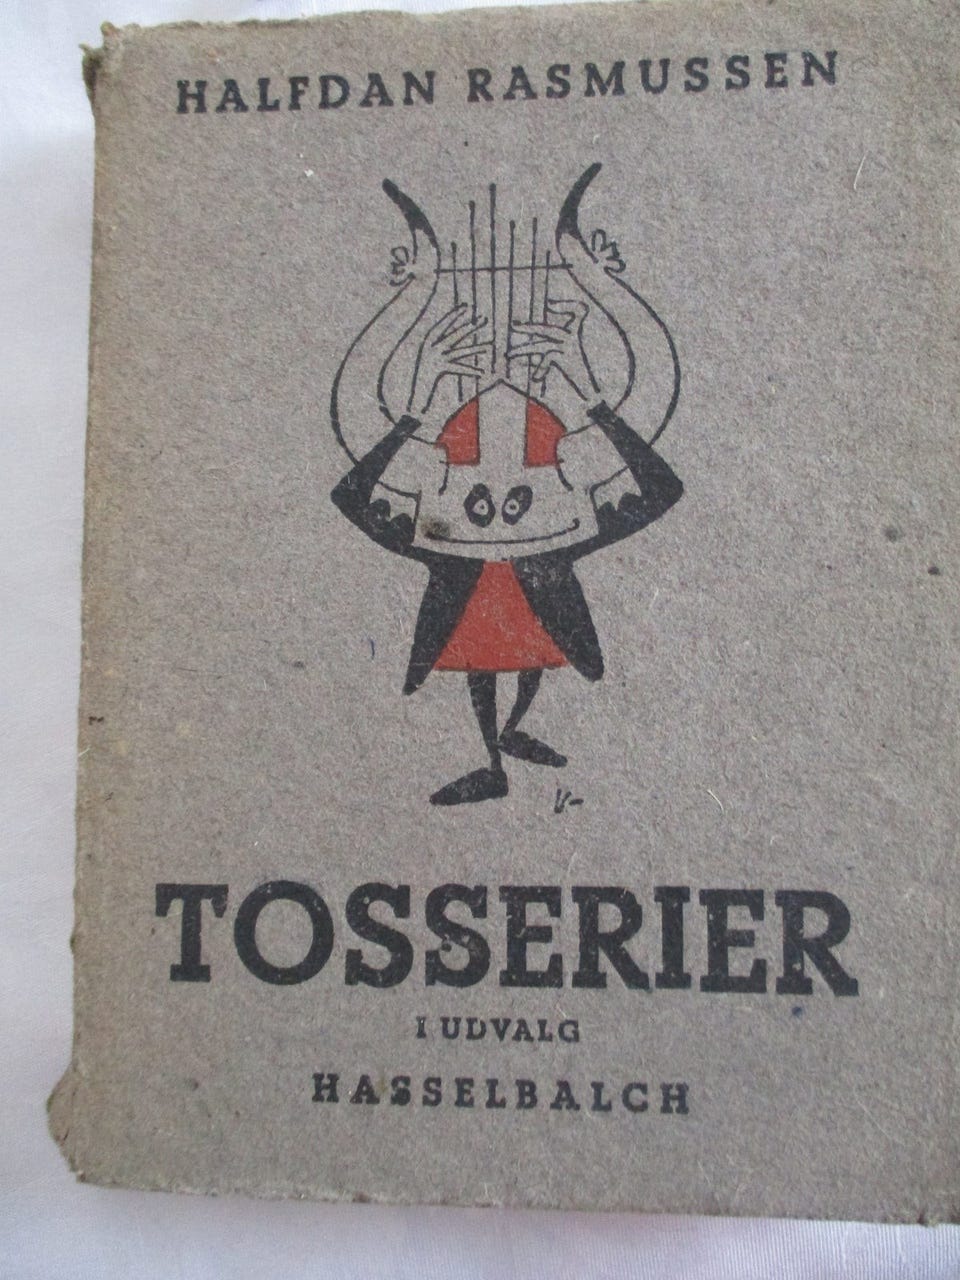 HALFDAN RASMUSSEN
TOSSERIER
I UDVALG
HASSELBALCH